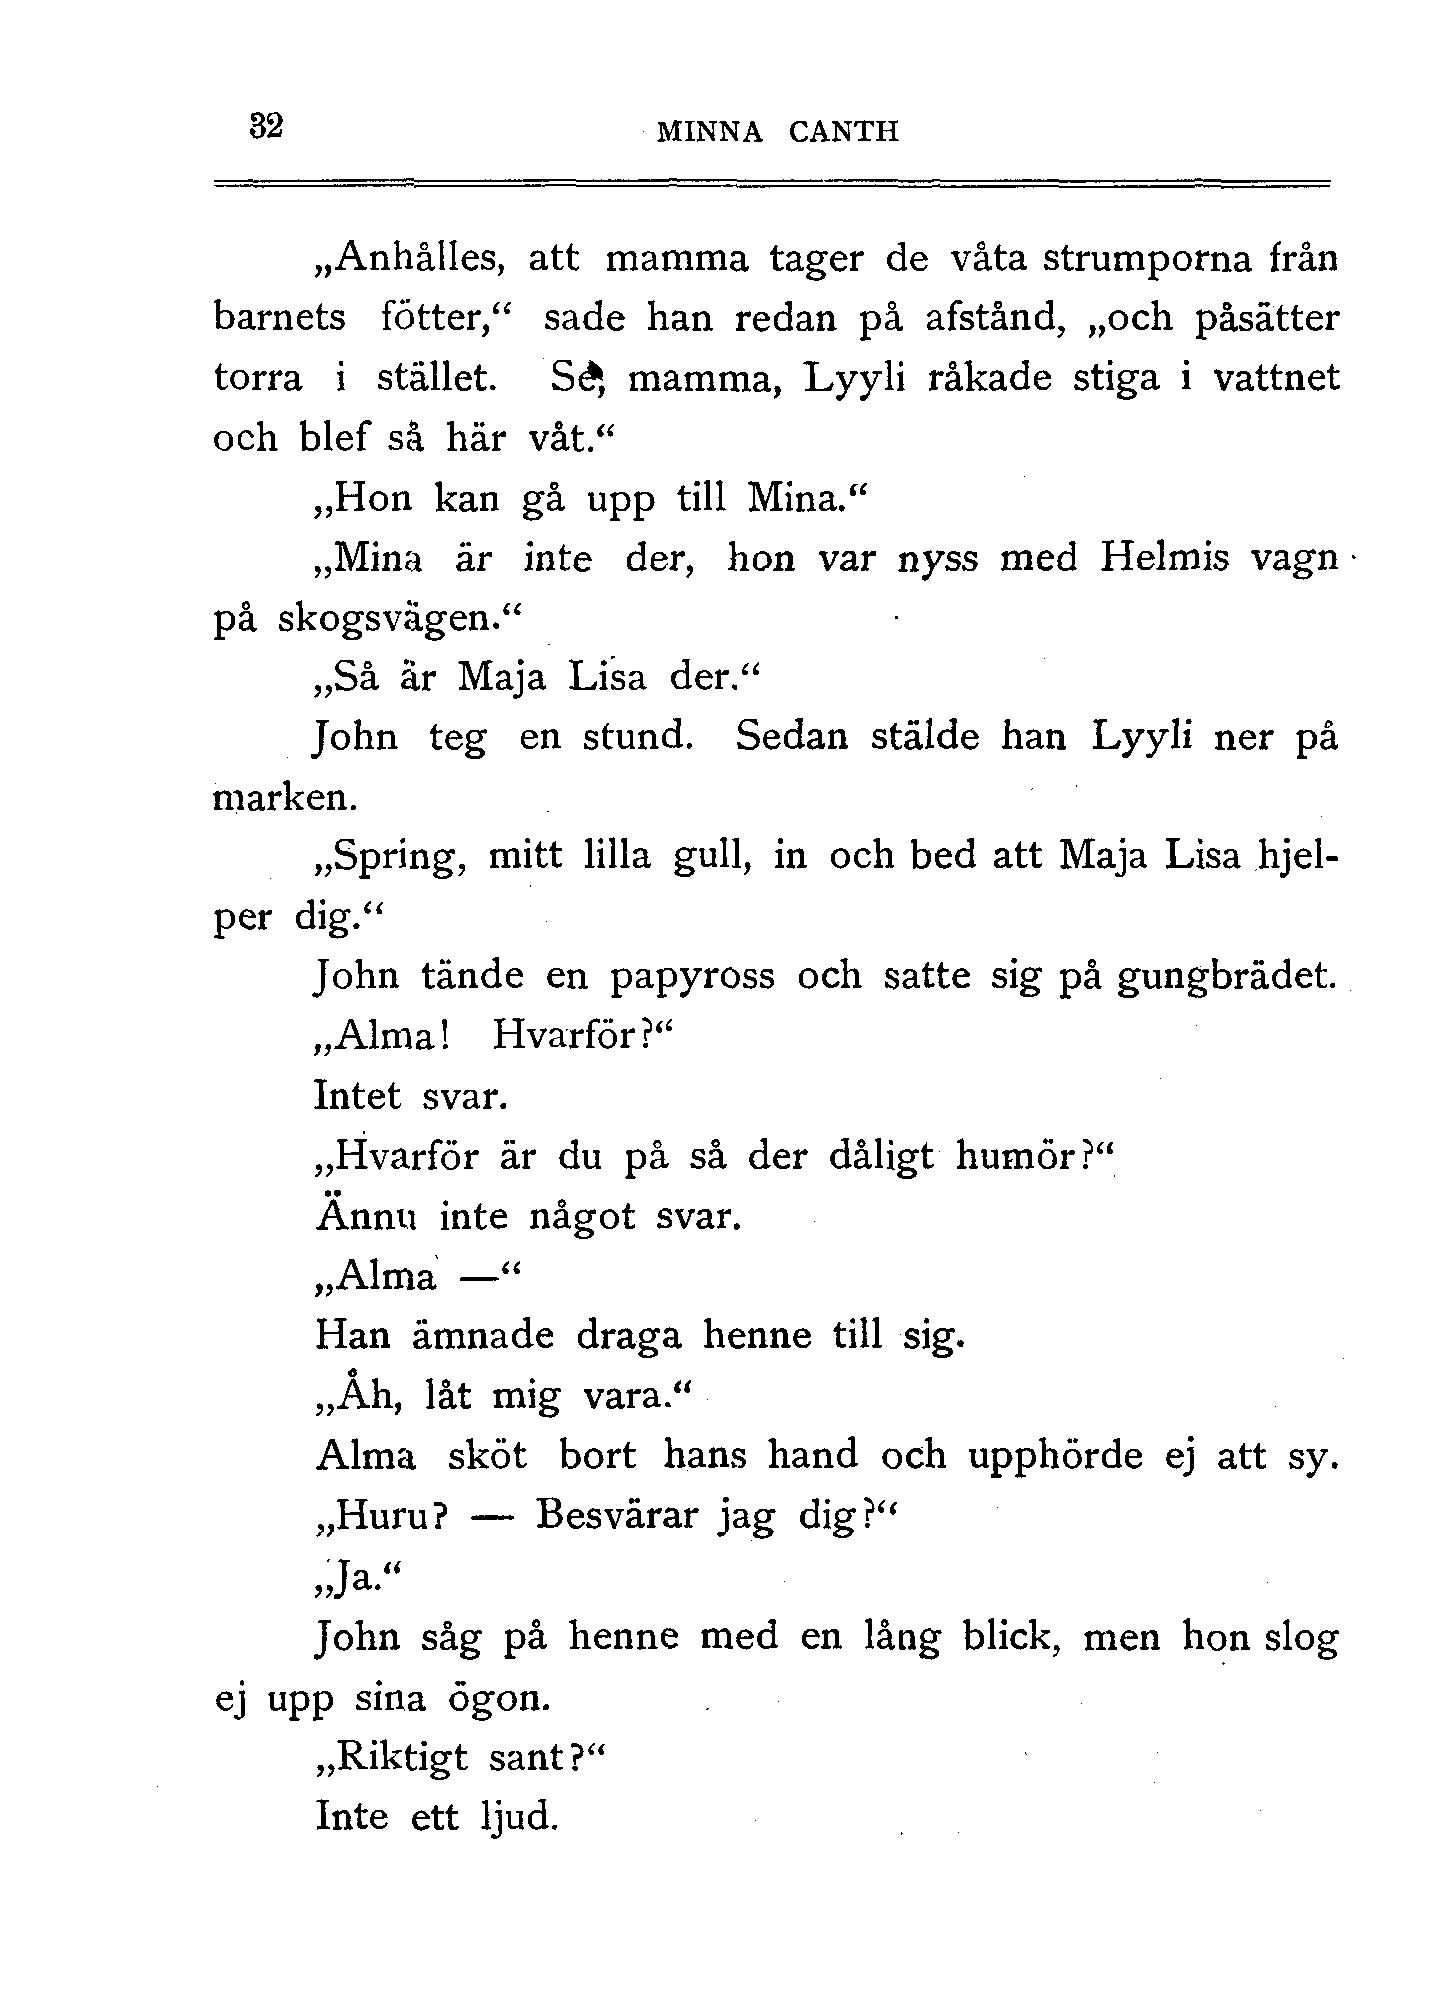 32
MINNA CANTH
„Anhålles, att mamma tager de våta strumporna från
barnets fötter,“ sade han redan på afstånd, „och påsätter
torra i stället. Sé, mamma, Lyyli råkade stiga i vattnet
och blef så här våt.“
„Hon kan gå upp till Mina.“
„Mina är inte der, hon var nyss med Helmis vagn
på skogsvägen.“
„Så är Maja Lisa der.“
John teg en stund. Sedan stälde han Lyyli ner på
marken.
„Spring, mitt lilla gull, in och bed att Maja Lisa hjel-
per dig.“
John tände en papyross och satte sig på gungbrädet.
„Alma! Hvarför?“
Intet svar.
„Hvarför är du på så der dåligt humör?“
Ännu inte något svar.
„Alma —“
Han ämnade draga henne till sig.
„Åh, låt mig vara.“
Alma sköt bort hans hand och upphörde ej att sy.
„Huru? — Besvärar jag dig?“
„Ja.“
John såg på henne med en lång blick, men hon slog
ej upp sina ögon.
„Riktigt sant?“
Inte ett ljud.